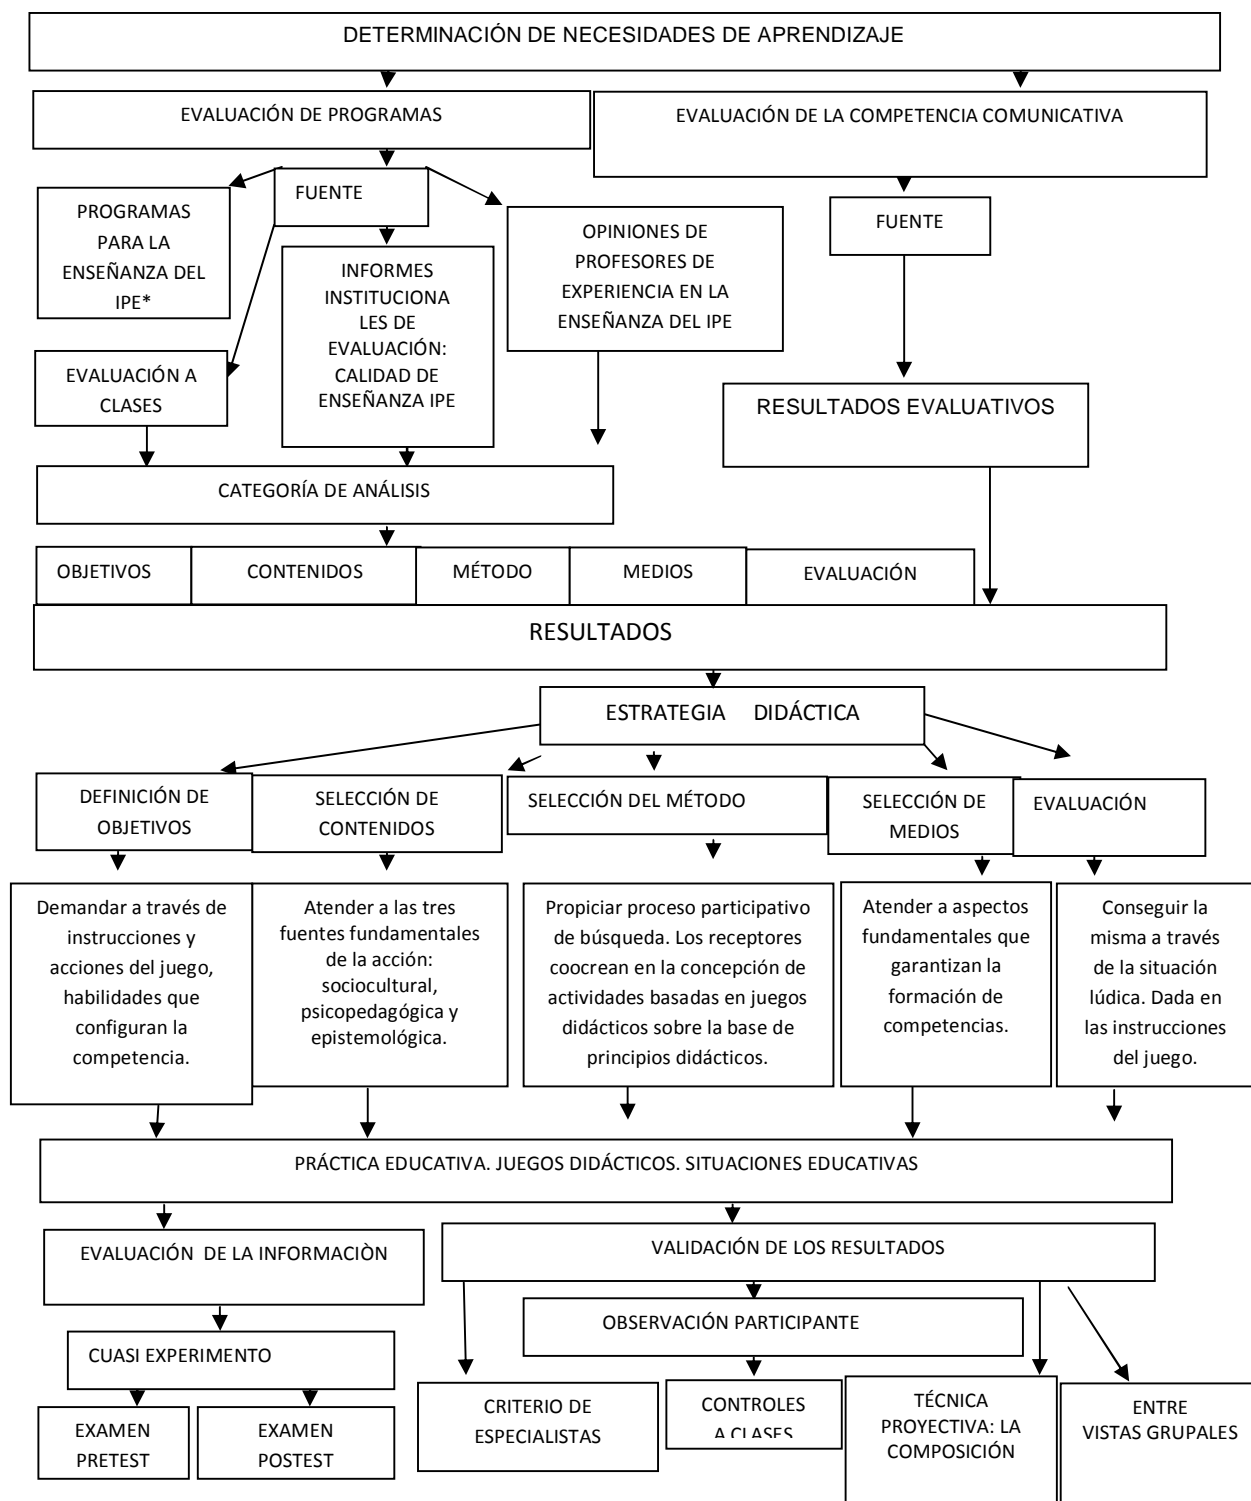 DETERMINACIÓN DE NECESIDADES DE APRENDIZAJE
EVALUACIÓN DE PROGRAMAS
EVALUACIÓN DE LA COMPETENCIA COMUNICATIVA
FUENTE
PROGRAMAS
PARA LA
ENSEÑANZA DEL
IPE*
INFORMES
INSTITUCIONA
LES DE
EVALUACIÓN:
CALIDAD DE
ENSEÑANZA IPE
OPINIONES DE
PROFESORES DE
EXPERIENCIA EN LA
ENSEÑANZA DEL IPE
FUENTE
EVALUACIÓN A
CLASES
RESULTADOS EVALUATIVOS
CATEGORÍA DE ANÁLISIS
OBJETIVOS
CONTENIDOS
MÉTODO
MEDIOS
EVALUACIÓN
RESULTADOS
ESTRATEGIA DIDÁCTICA
DEFINICIÓN DE
OBJETIVOS
SELECCIÓN DE
CONTENIDOS
SELECCIÓN DEL MÉTODO
SELECCIÓN DE
MEDIOS
EVALUACIÓN
Demandar a través de
instrucciones y
acciones del juego,
habilidades que
configuran la
competencia.
Atender a las tres
fuentes fundamentales
de la acción:
sociocultural,
psicopedagógica y
epistemológica.
Propiciar proceso participativo
de búsqueda. Los receptores
coocrean en la concepción de
actividades basadas en juegos
didácticos sobre la base de
principios didácticos.
Atender a aspectos
fundamentales que
garantizan la
formación de
competencias.
Conseguir la
misma a través
de la situación
lúdica. Dada en
las instrucciones
del juego.
PRÁCTICA EDUCATIVA. JUEGOS DIDÁCTICOS. SITUACIONES EDUCATIVAS
EVALUACIÓN DE LA INFORMACIÒN
VALIDACIÓN DE LOS RESULTADOS
OBSERVACIÓN PARTICIPANTE
CUASI EXPERIMENTO
EXAMEN
PRETEST
EXAMEN
POSTEST
CRITERIO DE
ESPECIALISTAS
CONTROLES
A CLASES
TÉCNICA
PROYECTIVA: LA
COMPOSICIÓN
ENTRE
VISTAS GRUPALES